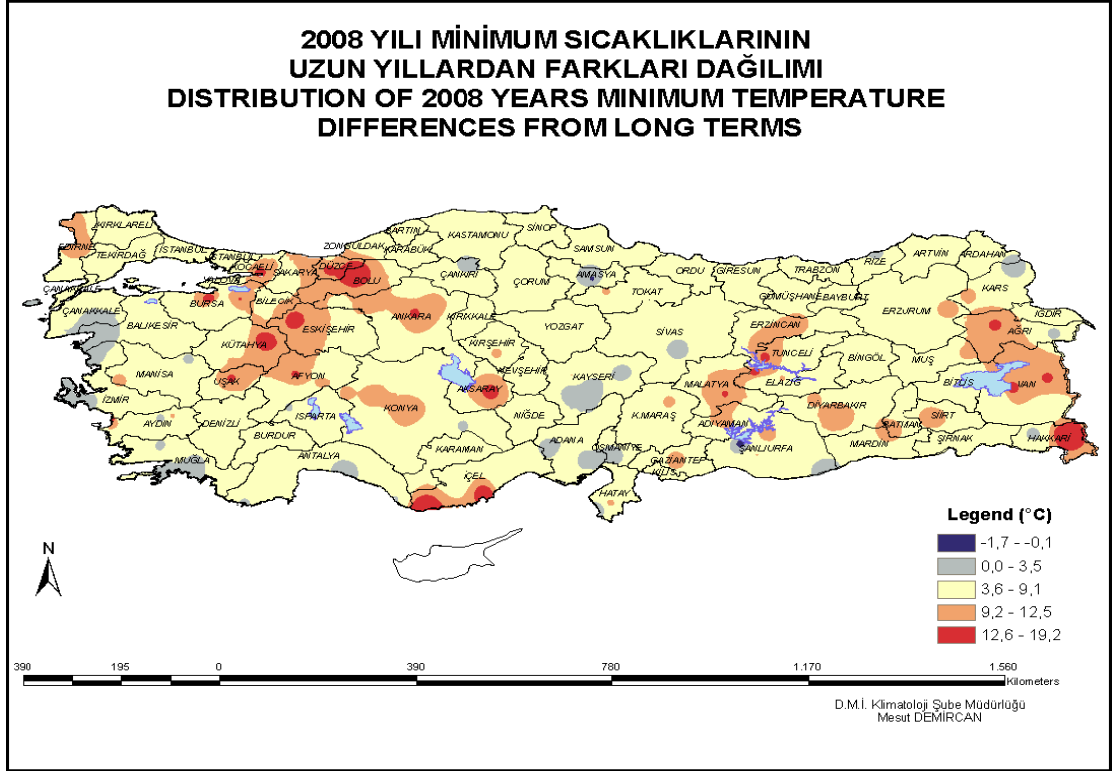 2008 YILI MİNİMUM SICAKLIKLARININ
UZUN YILLARDAN FARKLARI DAĞILIMI
DISTRIBUTION OF 2008 YEARS MINIMUM TEMPERATURE
DIFFERENCES FROM LONG TERMS
KIRKLARELİ
EDİRNE
TEKİRDAĞ
İSTANBUL
İSTANBUL
KOCAELİ
YALOVA
SAKARYA
DÜZCE
BOLU
ZONGULDAK
BARTIN
KARABÜK
KASTAMONU
SİNOP
SAMSUN
ÇANKIRI
ÇORUM
AMASYA
TOKAT
ORDU
GİRESUN
TRABZON
RİZE
ARTVİN
ARDAHAN
GÜMÜŞHANE
BAYBURT
KARS
IĞDIR
ÇANAKKALE
ÇANAKKALE
BALIKESİR
BURSA
BİLECİK
ESKİŞEHİR
ANKARA
KIRIKKALE
YOZGAT
SİVAS
ERZİNCAN
ERZURUM
AĞRI
KÜTAHYA
KIRŞEHİR
TUNCELİ
BİNGÖL
MUŞ
MANİSA
UŞAK
AFYON
NEVŞEHİR
KAYSERİ
MALATYA
ELAZIĞ
BİTLİS
VAN
İZMİR
AKSARAY
KONYA
NİĞDE
K.MARAŞ
ADIYAMAN
DİYARBAKIR
BATMAN
SİİRT
AYDIN
DENİZLİ
ISPARTA
BURDUR
KARAMAN
ADANA
OSMANİYE
GAZİANTEP
KİLİS
ŞANLIURFA
MARDİN
ŞIRNAK
HAKKARİ
MUĞLA
ANTALYA
İÇEL
HATAY
N
Legend (°C)
-1,7 - -0,1
0,0 - 3,5
3,6 - 9,1
9,2 - 12,5
12,6 - 19,2
390 195 0 390 780 1.170 1.560
Kilometers
D.M.İ. Klimatoloji Şube Müdürlüğü
Mesut DEMİRCAN